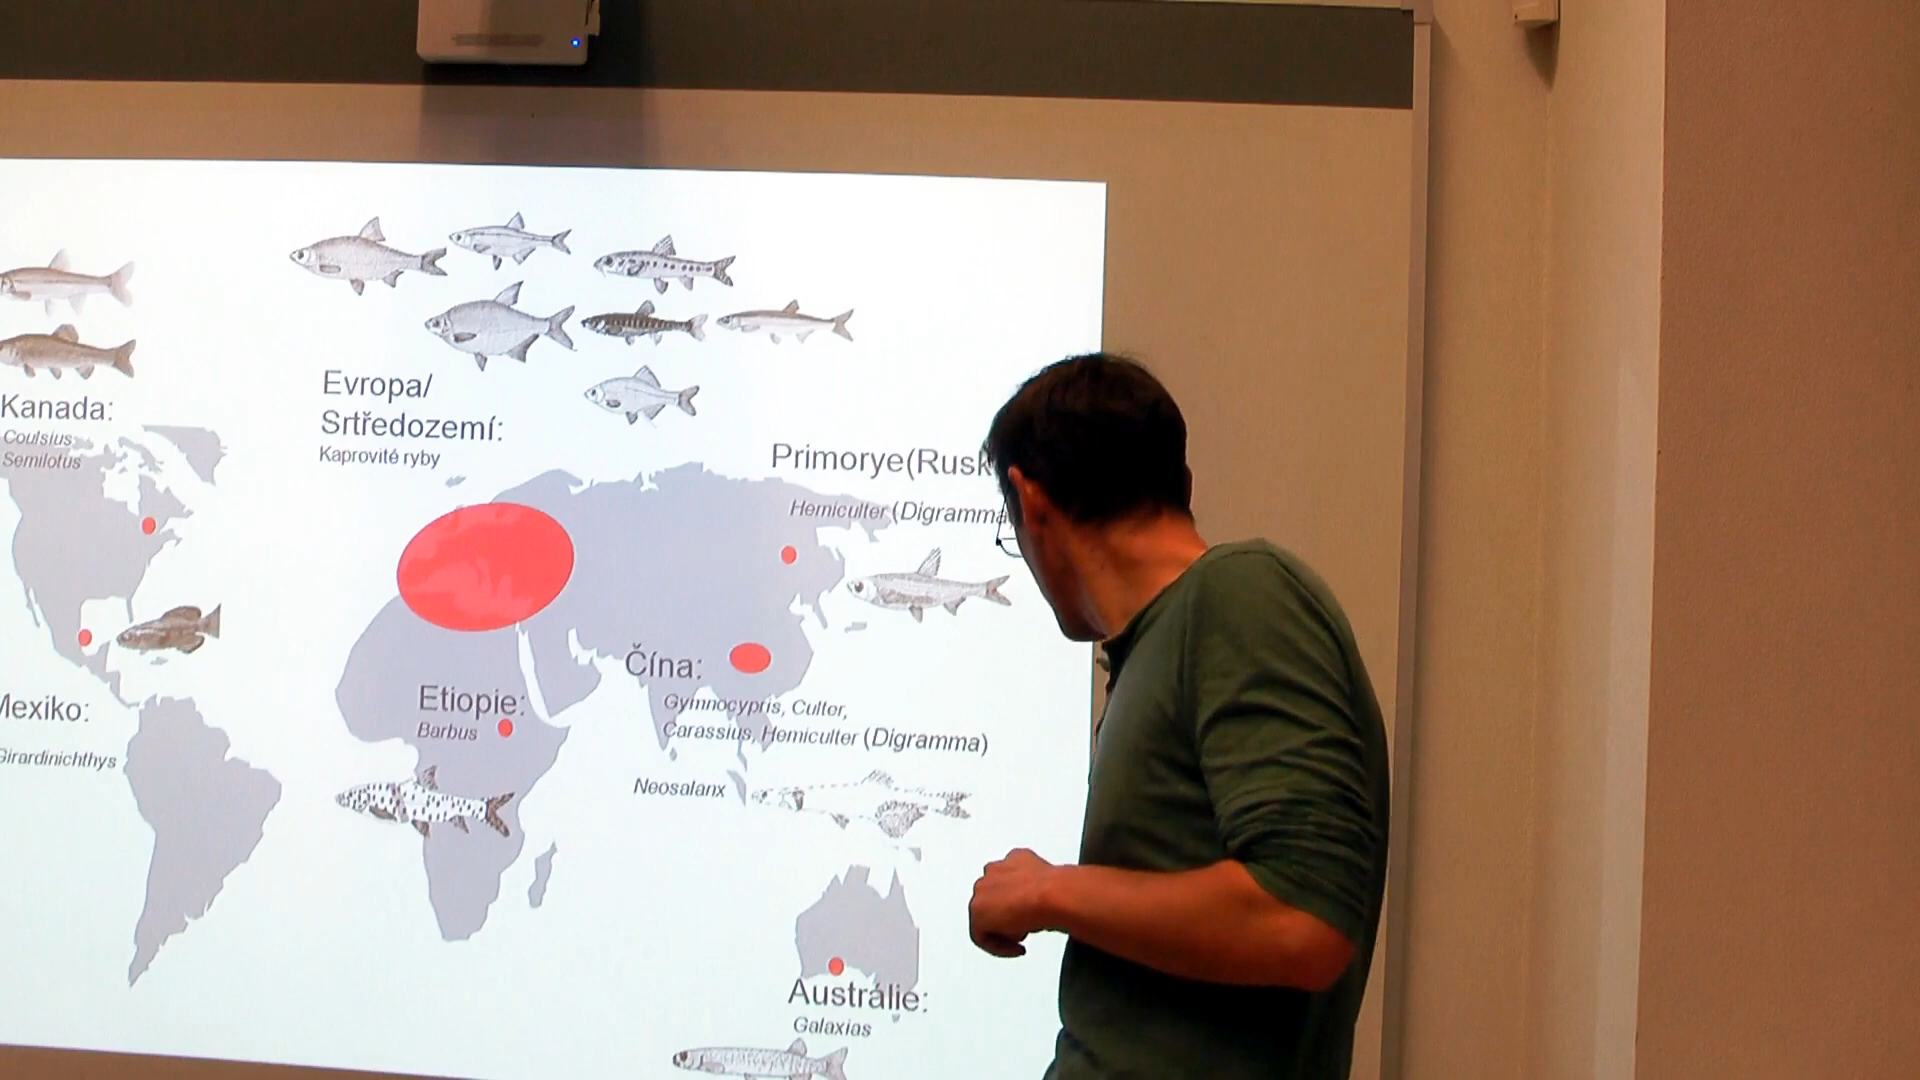 Kanada:
Coulsius
Semilotus
Evropa/
Srtředozemí:
Kaprovité ryby
Primorye(Rusk
Hemiculter (Digramma
Čína:
Gymnocypris, Culter,
Carassius, Hemiculter (Digramma)
Neosalanx
Etiopie:
Barbus
Mexiko:
Girardinichthys
Austrálie:
Galaxias